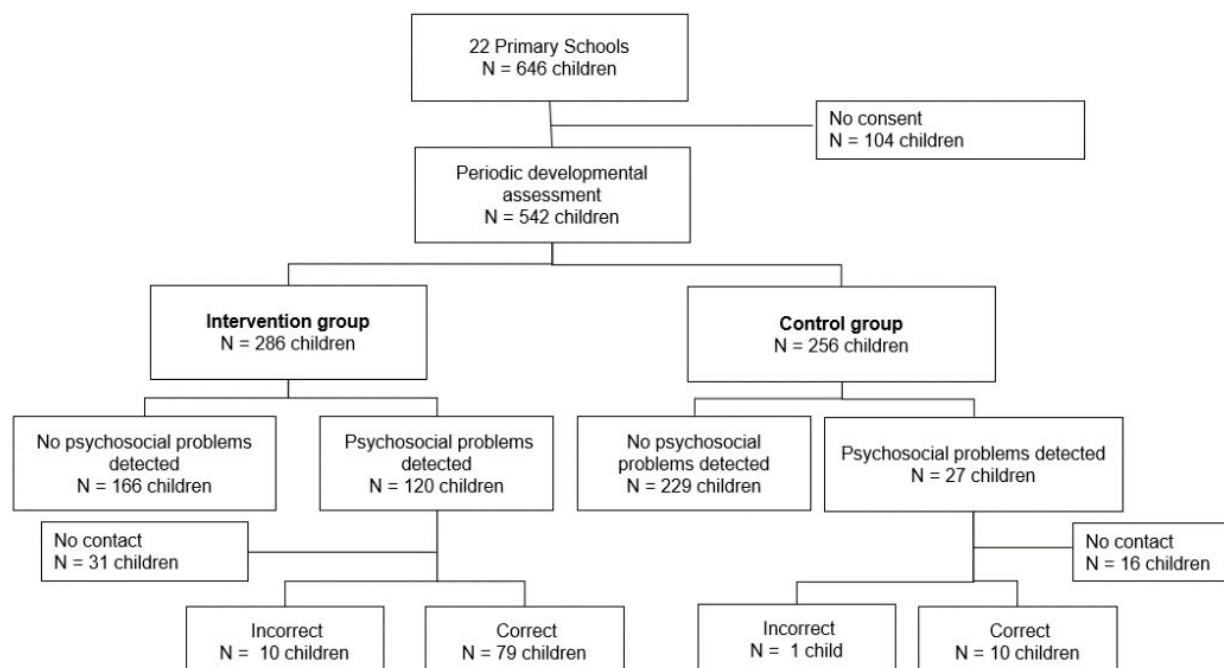 22 Primary Schools
N = 646 children
No consent
N = 104 children
Periodic developmental
assessment
N = 542 children
Intervention group
N = 286 children
Control group
N = 256 children
No psychosocial problems
detected
N = 166 children
Psychosocial problems
detected
N = 120 children
No psychosocial
problems detected
N = 229 children
Psychosocial problems detected
N = 27 children
No contact
N = 31 children
No contact
N = 16 children
Incorrect
N =  10 children
Correct
N = 79 children
Incorrect
N =  1 child
Correct
N = 10 children